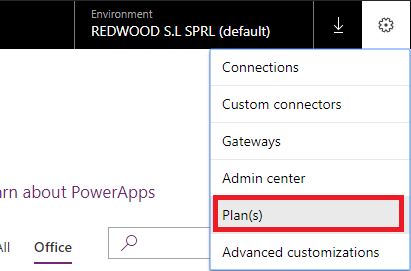 Environment
REDWOOD S.L SPRL (default)
Connections
Custom connectors
Gateways
Admin center
arn about PowerApps
Plan(s)
All
Office
Advanced customizations